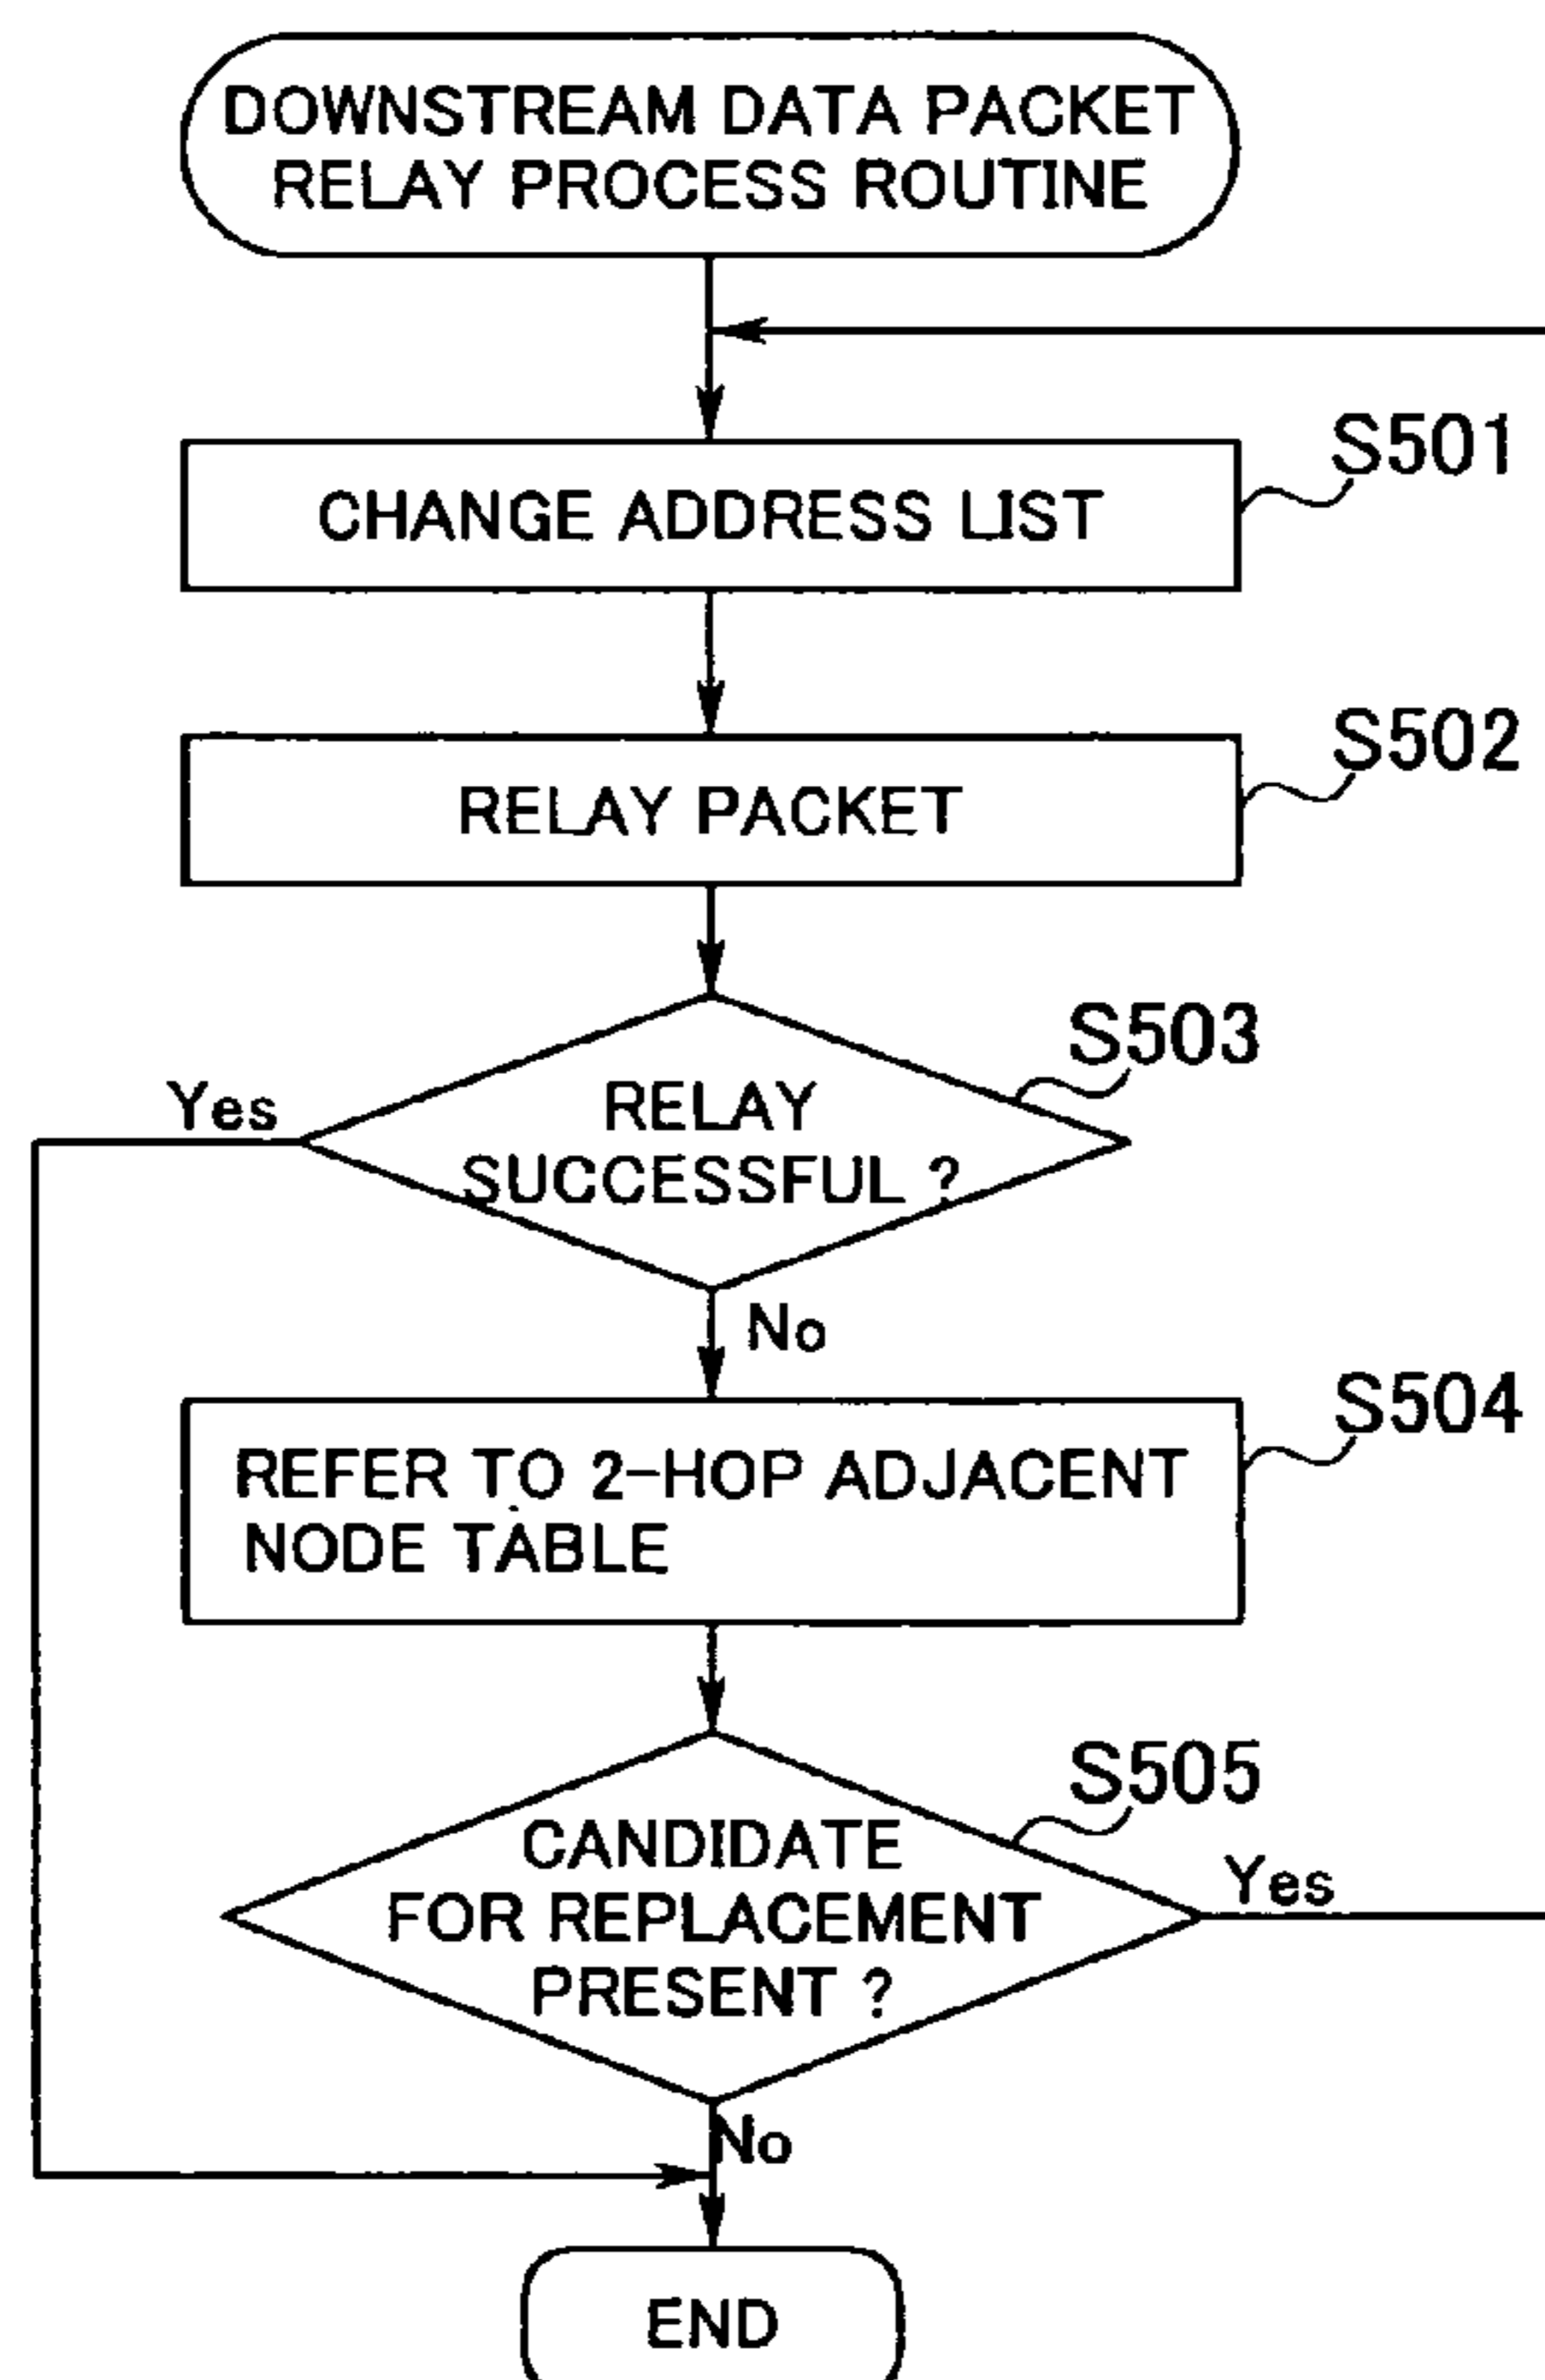 DOWNSTREAM DATA PACKET
RELAY PROCESS ROUTINE
S501
CHANGE ADDRESS LIST
S502
RELAY PACKET
S503
Yes
RELAY
SUCCESSFUL ?
No
S504
REFER TO 2-HOP ADJACENT
NODE TABLE
S505
CANDIDATE
FOR REPLACEMENT
PRESENT ?
Yes
No
END